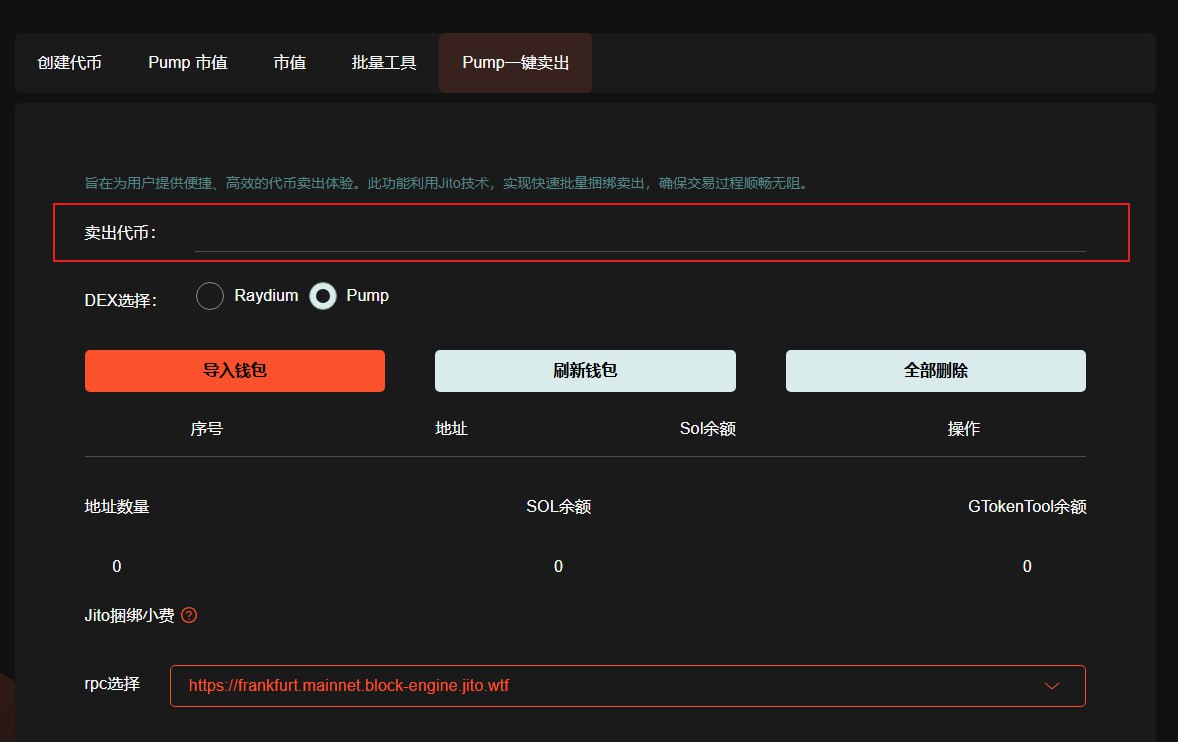 创建代币 Pump 市值 市值 批量工具 Pump一键卖出
旨在为用户提供便捷、高效的代币卖出体验。此功能利用Jito技术，实现快速批量捆绑卖出，确保交易过程顺畅无阻。
卖出代币：
DEX选择： Raydium Pump
导入钱包 刷新钱包 全部删除
序号 地址 Sol余额 操作
地址数量 SOL余额 GTokenTool余额
0 0 0
Jito捆绑小费 ?
rpc选择 https://frankfurt.mainnet.block-engine.jito.wtf